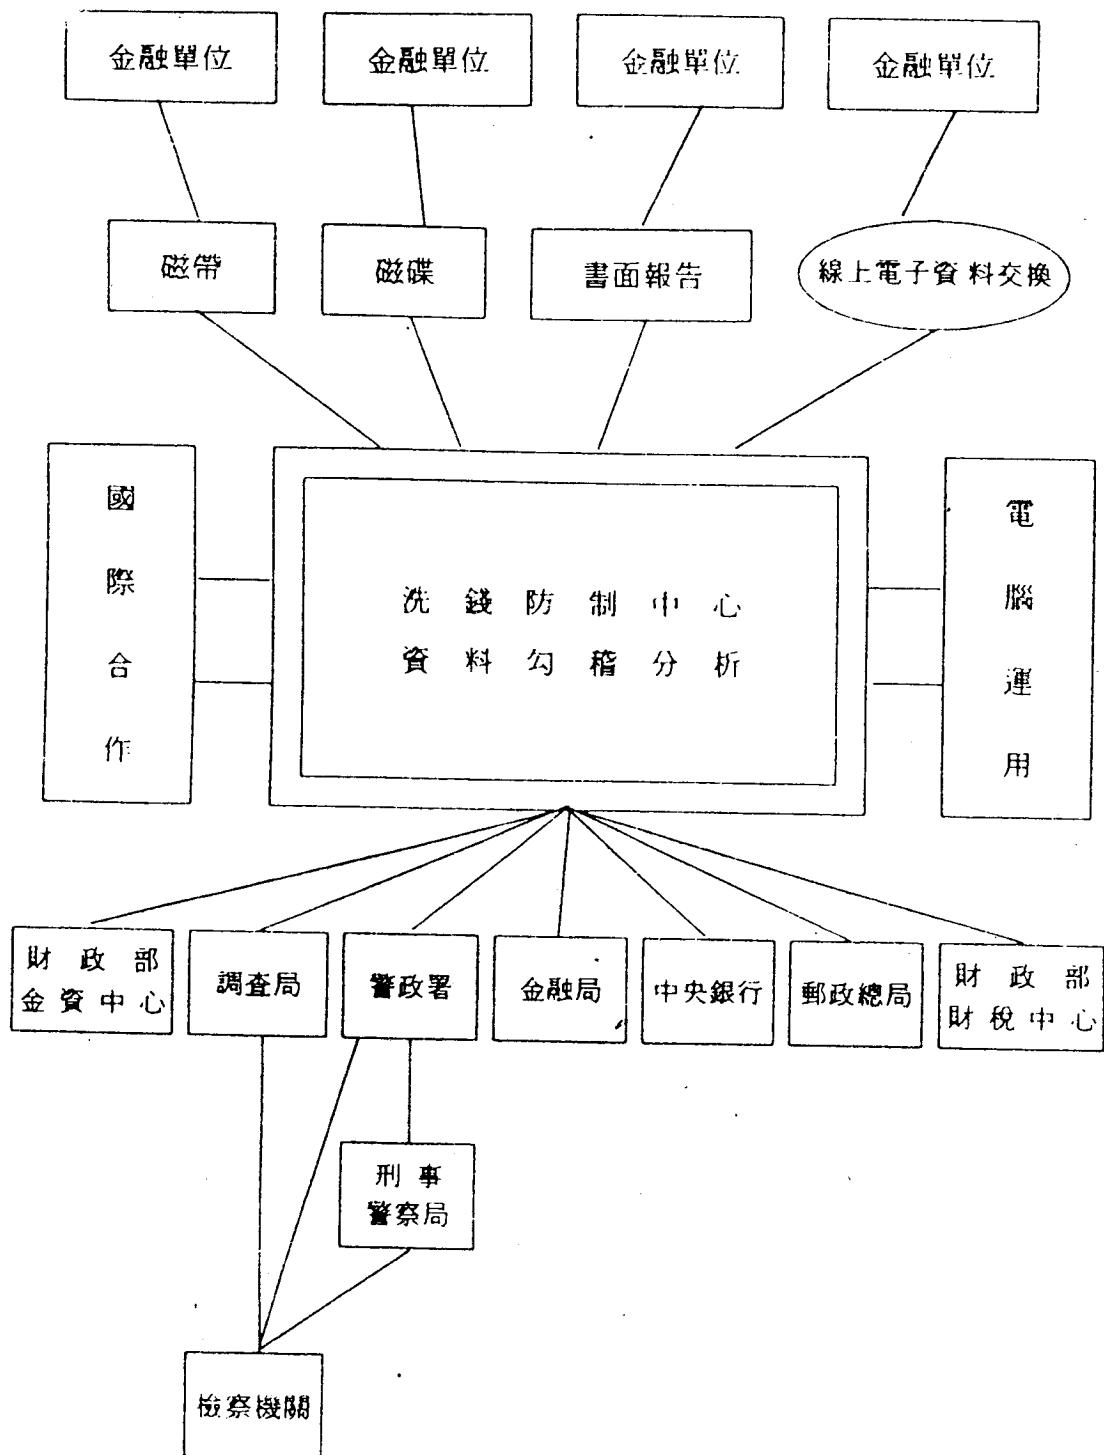 金融單位
金融單位
金融單位
金融單位
磁帶
磁碟
書面報告
線上電子資料交換
國際合作
洗錢防制中心
資料勾稽分析
電腦運用
財政部
金資中心
調查局
警政署
金融局
中央銀行
郵政總局
財政部
財稅中心
刑事
警察局
檢察機關